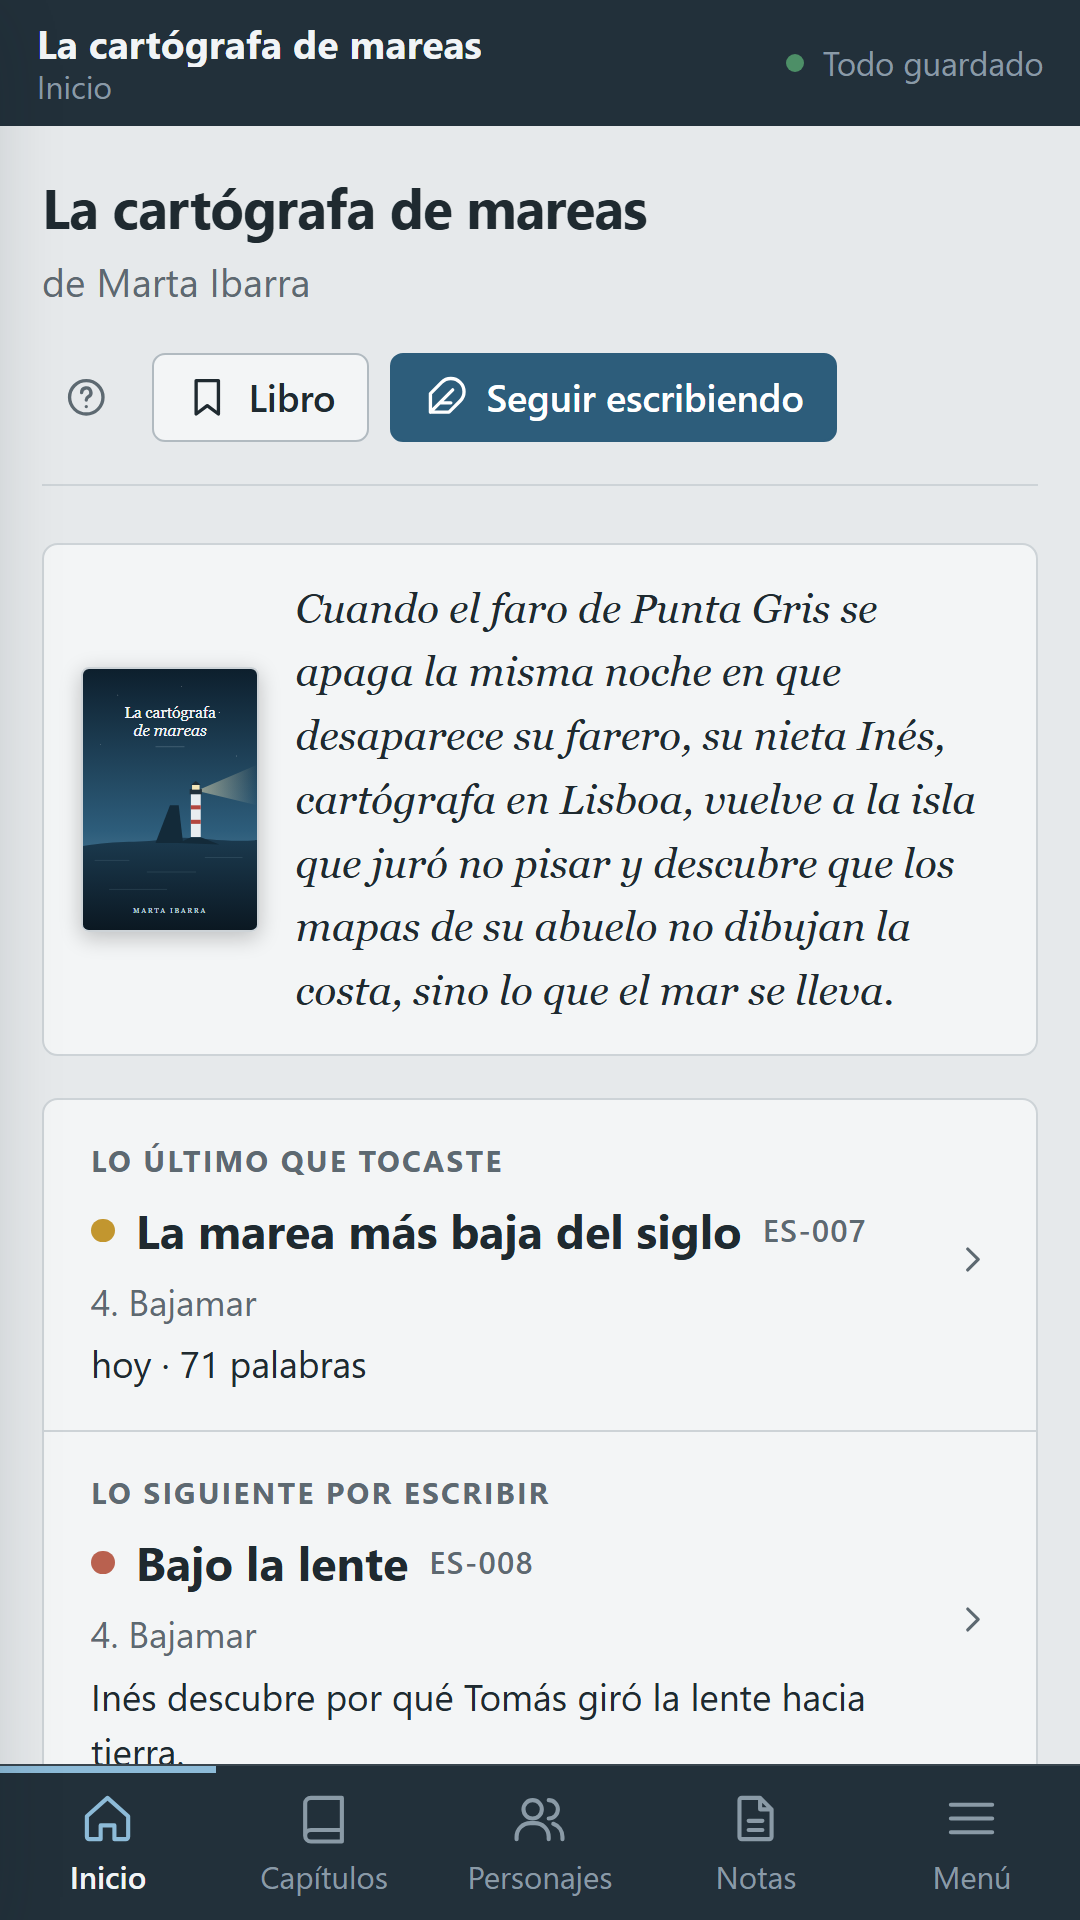 La cartógrafa de mareas
Inicio
Todo guardado
La cartógrafa de mareas
de Marta Ibarra
Libro
Seguir escribiendo
La cartógrafa
de mareas
MARTA IBARRA
Cuando el faro de Punta Gris se
apaga la misma noche en que
desaparece su farero, su nieta Inés,
cartógrafa en Lisboa, vuelve a la isla
que juró no pisar y descubre que los
mapas de su abuelo no dibujan la
costa, sino lo que el mar se lleva.
LO ÚLTIMO QUE TOCASTE
La marea más baja del siglo ES-007
4. Bajamar
hoy · 71 palabras
LO SIGUIENTE POR ESCRIBIR
Bajo la lente ES-008
4. Bajamar
Inés descubre por qué Tomás giró la lente hacia
tierra.
Inicio
Capítulos
Personajes
Notas
Menú